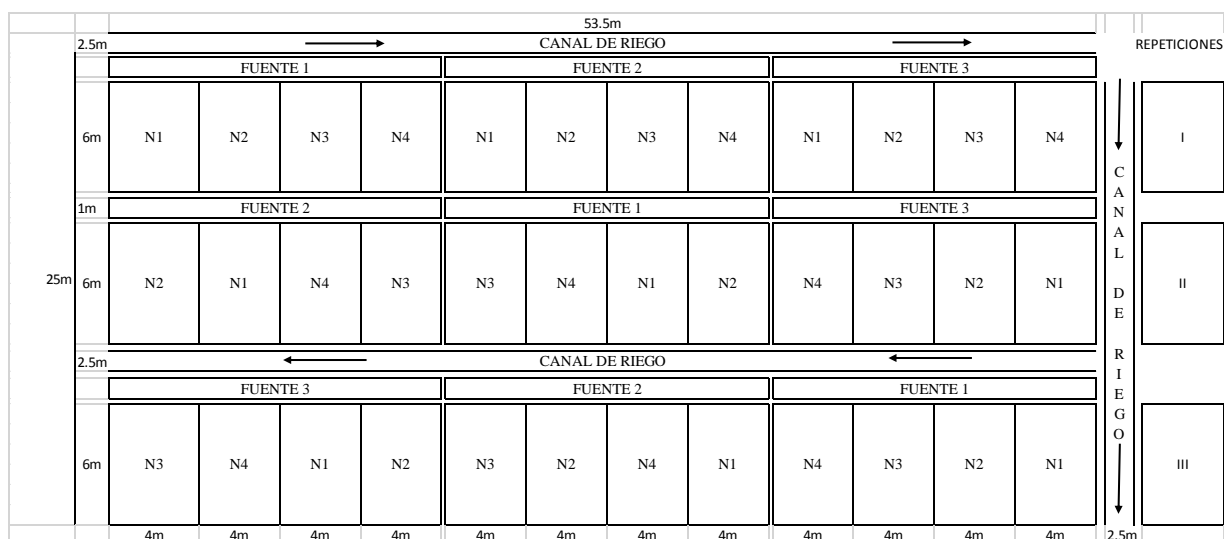 53.5m
2.5m CANAL DE RIEGO REPETICIONES
FUENTE 1 FUENTE 2 FUENTE 3
6m N1 N2 N3 N4 N1 N2 N3 N4 N1 N2 N3 N4 I
1m FUENTE 2 FUENTE 1 FUENTE 3
25m 6m N2 N1 N4 N3 N3 N4 N1 N2 N4 N3 N2 N1 II
2.5m CANAL DE RIEGO
FUENTE 3 FUENTE 2 FUENTE 1
6m N3 N4 N1 N2 N3 N2 N4 N1 N4 N3 N2 N1 III
4m 4m 4m 4m 4m 4m 4m 4m 4m 4m 4m 4m 2.5m
CANAL DE RIEGO